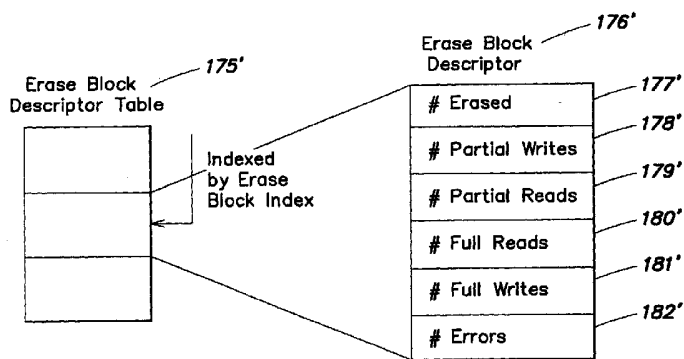 176'
Erase Block
Descriptor
175'
Erase Block
Descriptor Table
177'
# Erased
178'
# Partial Writes
179'
Indexed
by Erase
Block Index
# Partial Reads
180'
# Full Reads
181'
# Full Writes
182'
# Errors